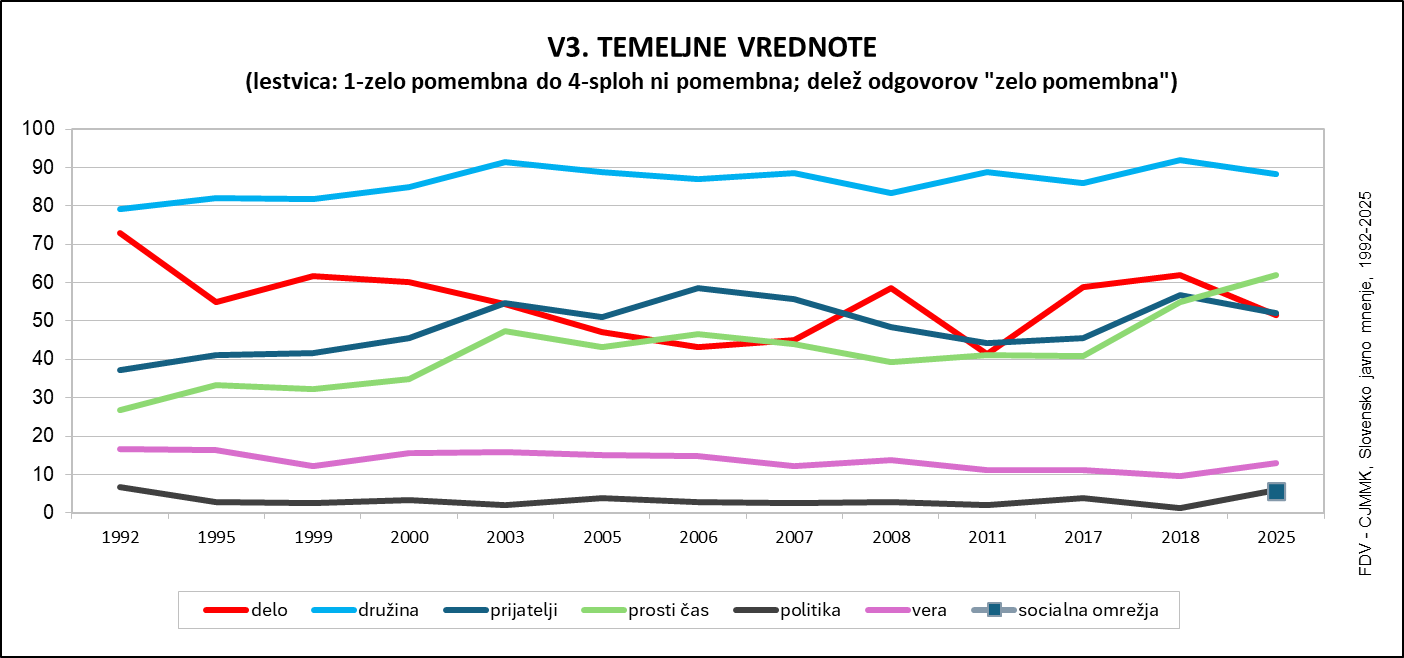 V3. TEMELJNE VREDNOTE
(lestvica: 1-zelo pomembna do 4-sploh ni pomembna; delež odgovorov "zelo pomembna")
100
90
80
70
60
50
40
30
20
10
0
1992 1995 1999 2000 2003 2005 2006 2007 2008 2011 2017 2018 2025
delo družina prijatelji prosti čas politika vera socialna omrežja
FDV - CJMMK, Slovensko javno mnenje, 1992-2025